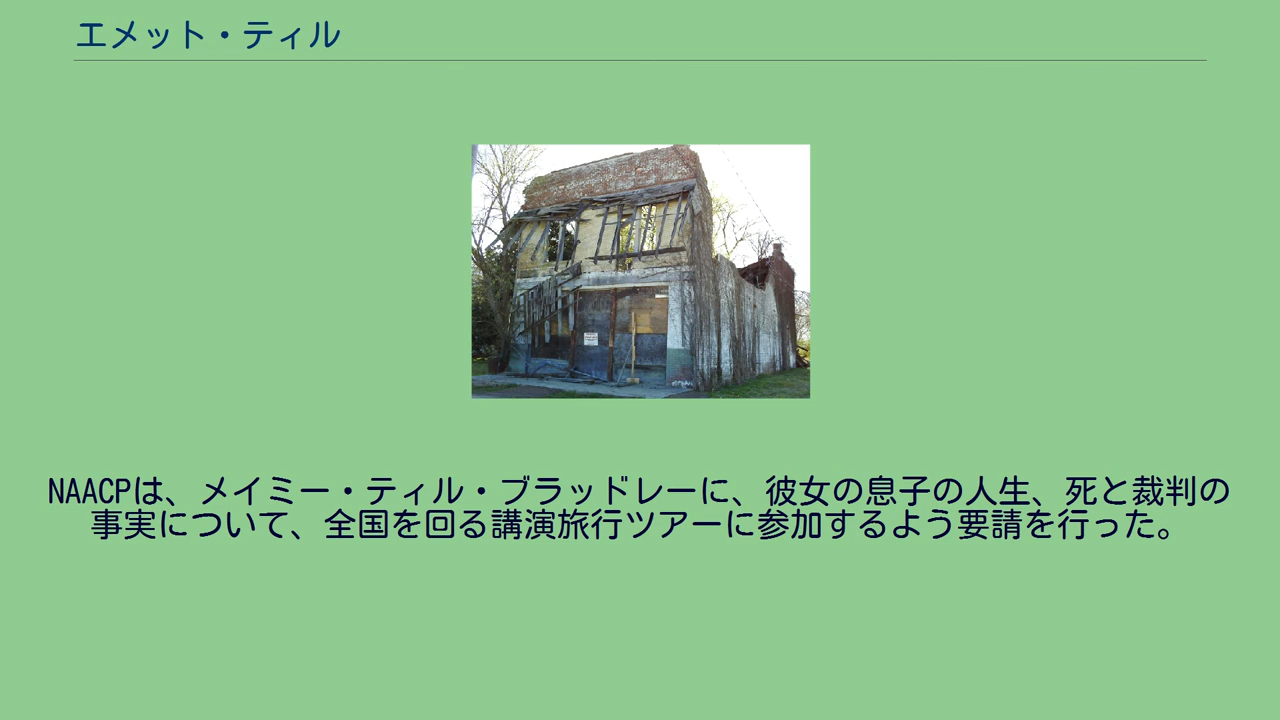 エメット・ティル
NAACPは、メイミー・ティル・ブラッドレーに、彼女の息子の人生、死と裁判の
事実について、全国を回る講演旅行ツアーに参加するよう要請を行った。